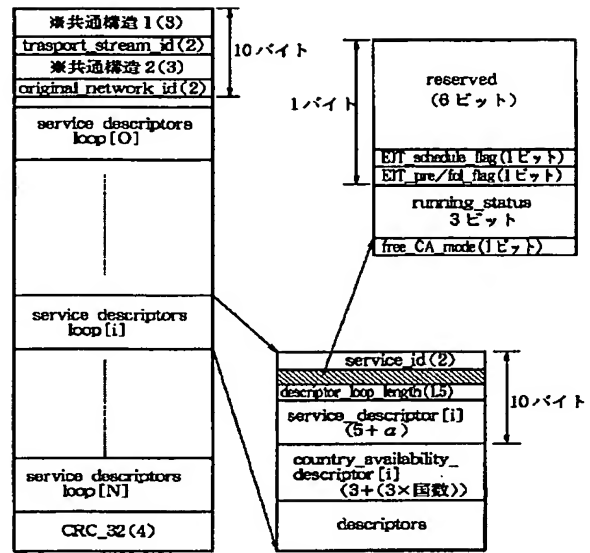 ※共通構造1(3)
trasport_stream_id(2)
※共通構造2(3)
original_network_id(2)
10バイト
service descriptors
loop[0]
service descriptors
loop[i]
service descriptors
loop[N]
CRC_32(4)
1バイト
reserved
(6ビット)
EIT_schedule_flag(1ビット)
EIT_pre/fol_flag(1ビット)
running_status
3ビット
free_CA_mode(1ビット)
service_id(2)
descriptor_loop_length(1.5)
service_descriptor[i]
(5+α)
10バイト
country_availability_
descriptor[i]
(3+(3×国数))
descriptors